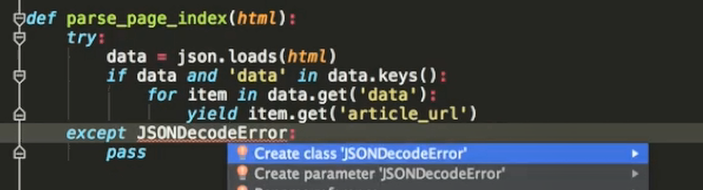 def parse_page_index(html):
try:
data = json.loads(html)
if data and 'data' in data.keys():
for item in data.get('data'):
yield item.get('article_url')
except JSONDecodeError:
pass
Create class 'JSONDecodeError'
Create parameter 'JSONDecodeError'